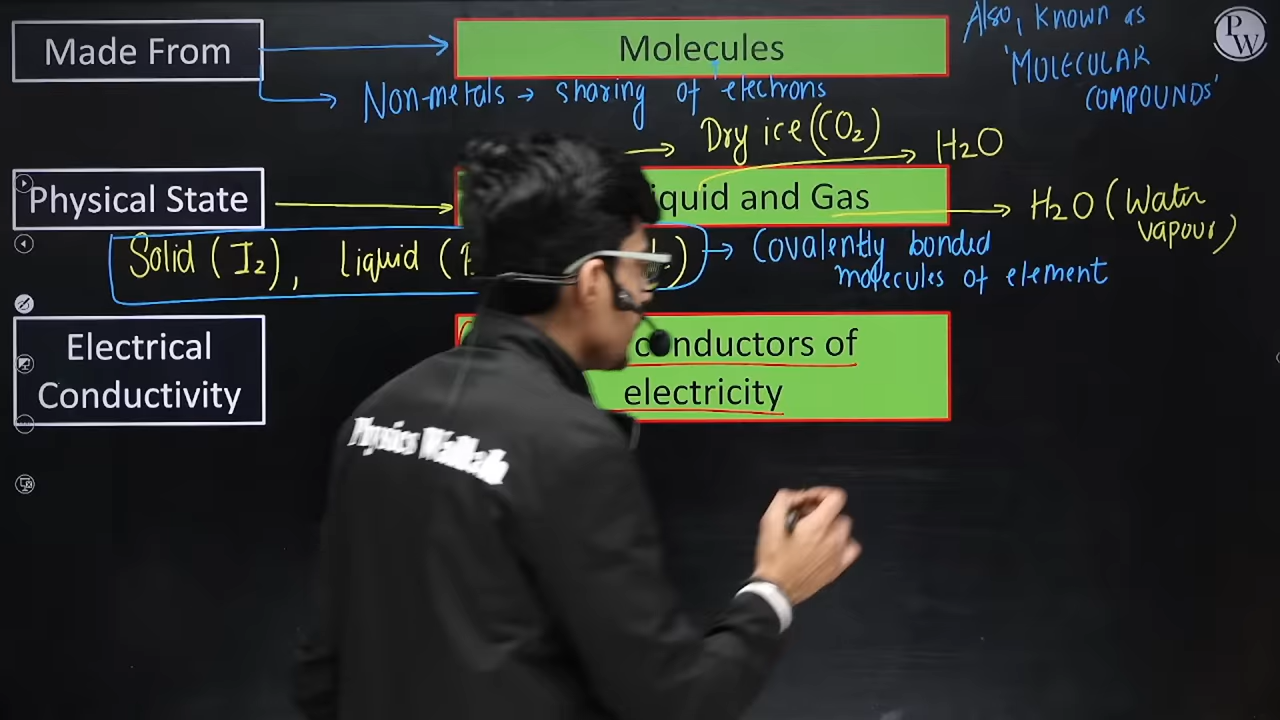 Made From
Molecules
Also, known as
'MOLECULAR
COMPOUNDS'
PW
Non-metals → sharing of electrons
Dry ice (CO₂)
H₂O
Physical State
quid and Gas
H₂O (Water
vapour)
Solid (I₂), liquid (
Covalently bonded
molecules of element
Electrical
Conductivity
conductors of
electricity
Physics Wallah